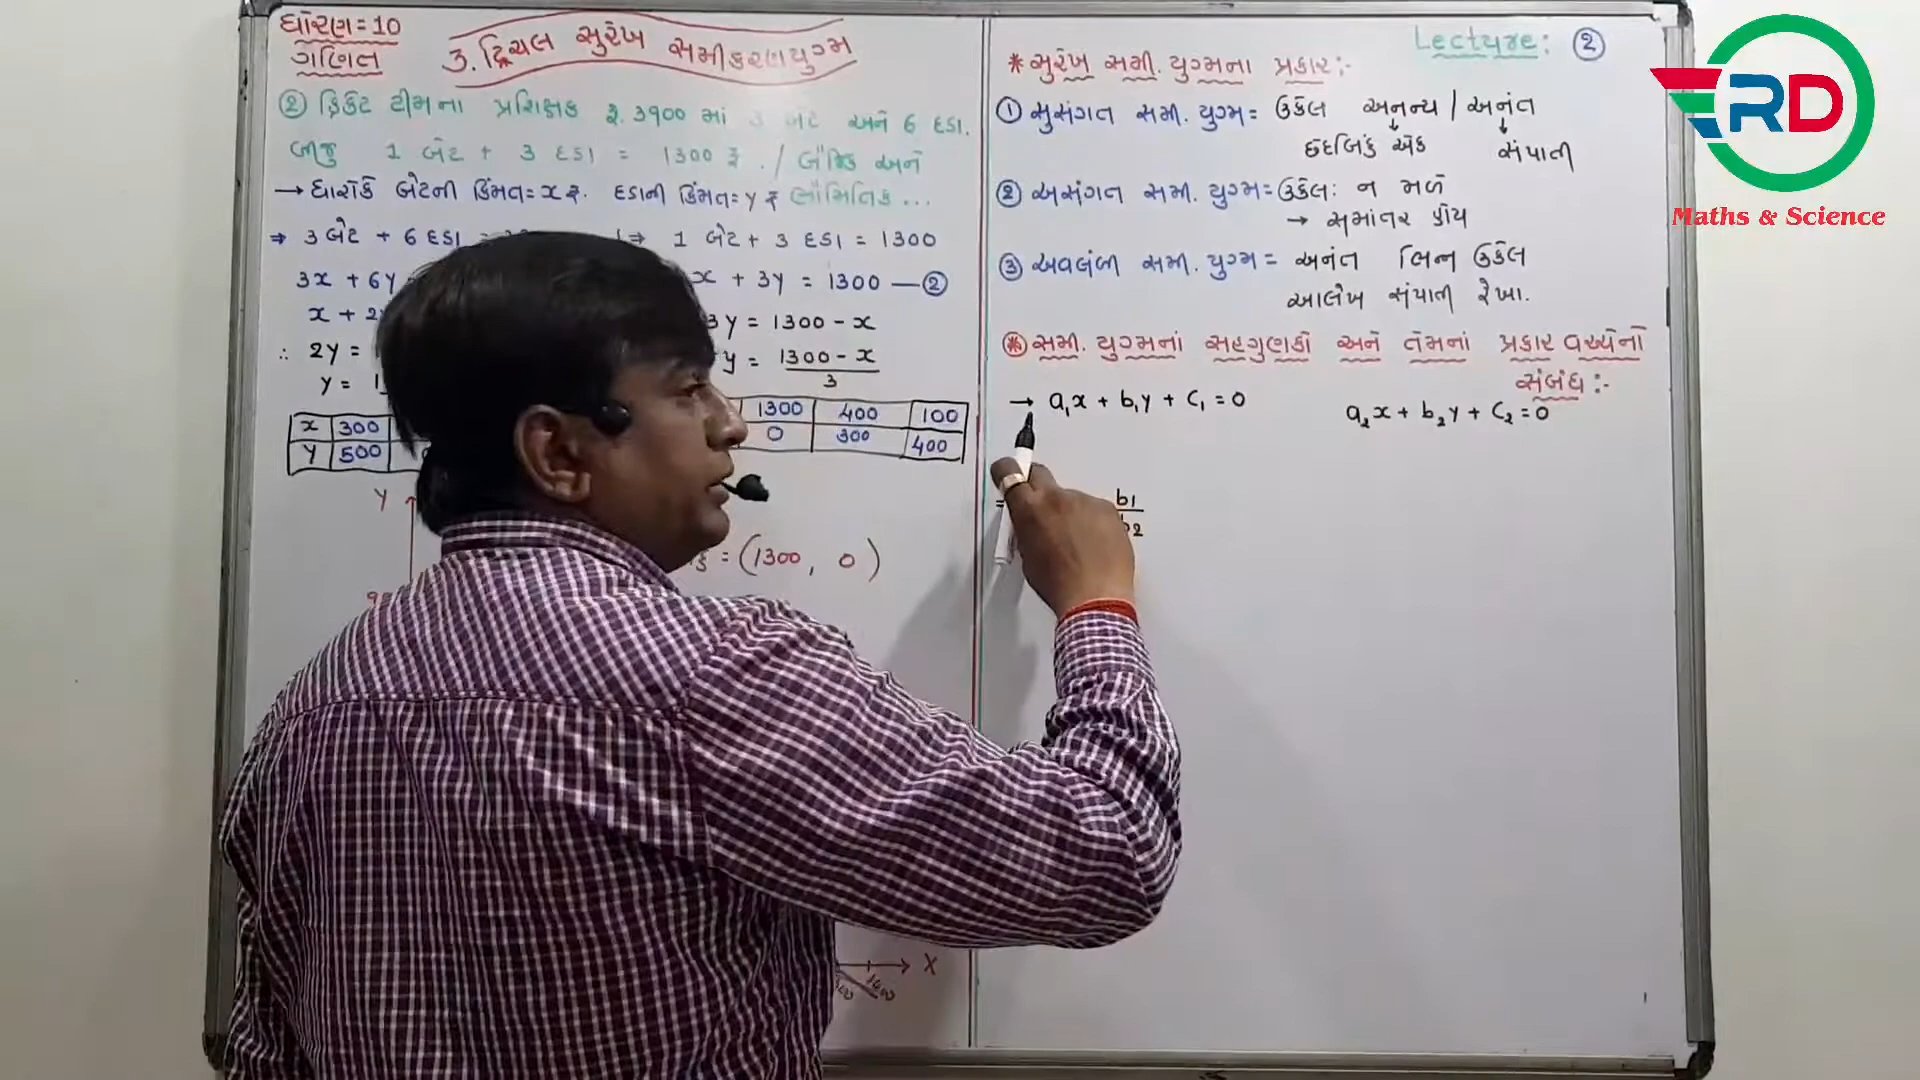 ધોરણ = 10
ગણિત
3. દ્વિચલ સુરેખ સમીકરણયુગ્મ
② ક્રિકેટ ટીમના પ્રશિક્ષક રૂ. 3900 માં 3 બેટ અને 6 દડા.
બીજુ 1 બેટ + 3 દડા = 1300 રૂ. / બૈજિક અને
→ ધારોકે બેટની કિંમત = x રૂ. દડાની કિંમત = y રૂ ભૌમિતિક ...
⇒ 3 બેટ + 6 દડા =
⇒ 1 બેટ + 3 દડા = 1300
3x + 6y
x + 3y = 1300 — ②
x + 2
3y = 1300 - x
∴ 2y =
y = 1300 - x / 3
y = 1
x 300
y 500
1300 400 100
0 300 400
Y
= (1300, 0)
X
Lecture: ②
* સુરેખ સમી. યુગ્મના પ્રકાર :-
① સુસંગત સમી. યુગ્મ = ઉકેલ અનન્ય / અનંત
છેદબિંદુ એક સંપાતી
② અસંગત સમી. યુગ્મ = ઉકેલ: ન મળે
→ સમાંતર હોય
③ અવલંબી સમી. યુગ્મ = અનંત ભિન્ન ઉકેલ
આલેખ સંપાતી રેખા.
* સમી. યુગ્મનાં સહગુણકો અને તેમનાં પ્રકાર વચ્ચેનો
સંબંધ :-
→ a₁x + b₁y + c₁ = 0
a₂x + b₂y + c₂ = 0
=
b₁
b₂
RD
Maths & Science